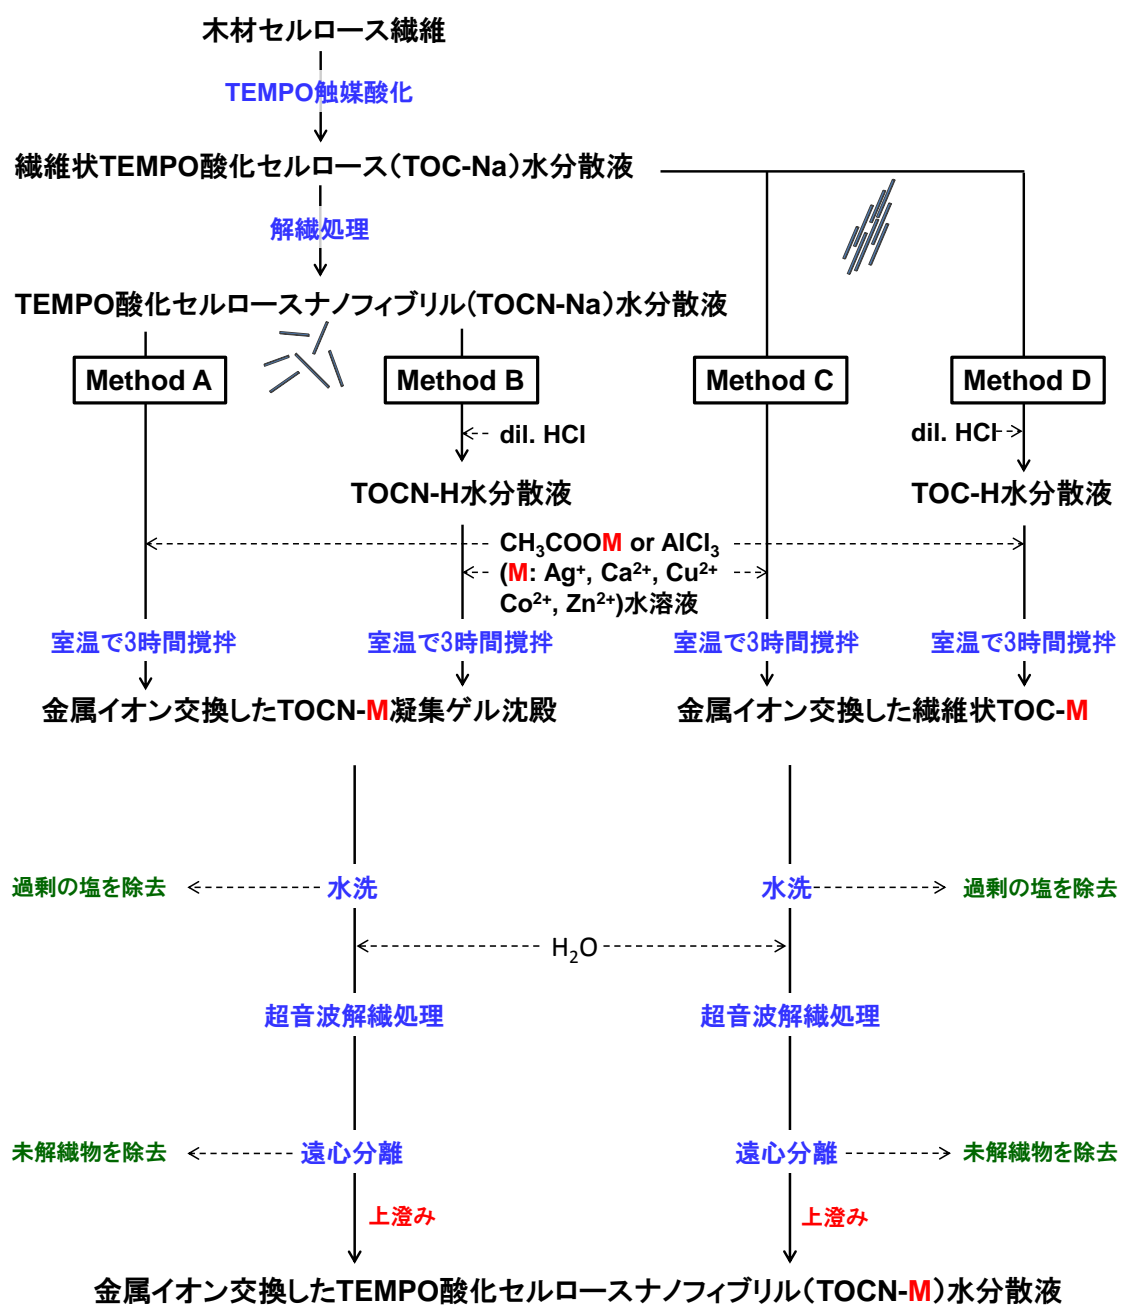 木材セルロース繊維
TEMPO触媒酸化
繊維状TEMPO酸化セルロース(TOC-Na)水分散液
解繊処理
TEMPO酸化セルロースナノフィブリル(TOCN-Na)水分散液
Method A
Method B
Method C
Method D
dil. HCl
dil. HCl
TOCN-H水分散液
TOC-H水分散液
CH₃COOM or AlCl₃
(M: Ag⁺, Ca²⁺, Cu²⁺
Co²⁺, Zn²⁺)水溶液
室温で3時間撹拌
室温で3時間撹拌
室温で3時間撹拌
室温で3時間撹拌
金属イオン交換したTOCN-M凝集ゲル沈殿
金属イオン交換した繊維状TOC-M
過剰の塩を除去
水洗
水洗
過剰の塩を除去
H₂O
超音波解繊処理
超音波解繊処理
未解繊物を除去
遠心分離
遠心分離
未解繊物を除去
上澄み
上澄み
金属イオン交換したTEMPO酸化セルロースナノフィブリル(TOCN-M)水分散液